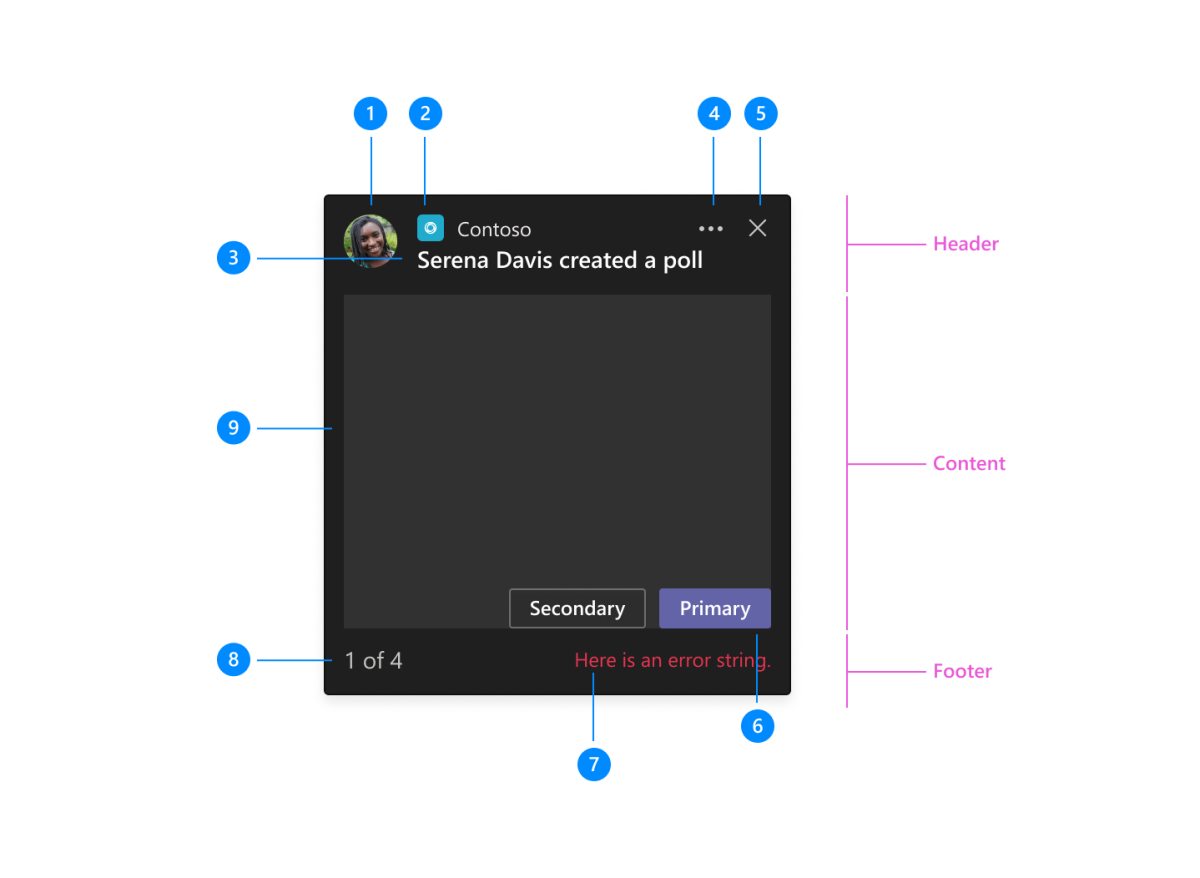 1
2
4
5
Contoso
Header
3
Serena Davis created a poll
9
Content
Secondary
Primary
8
1 of 4
Here is an error string.
Footer
6
7